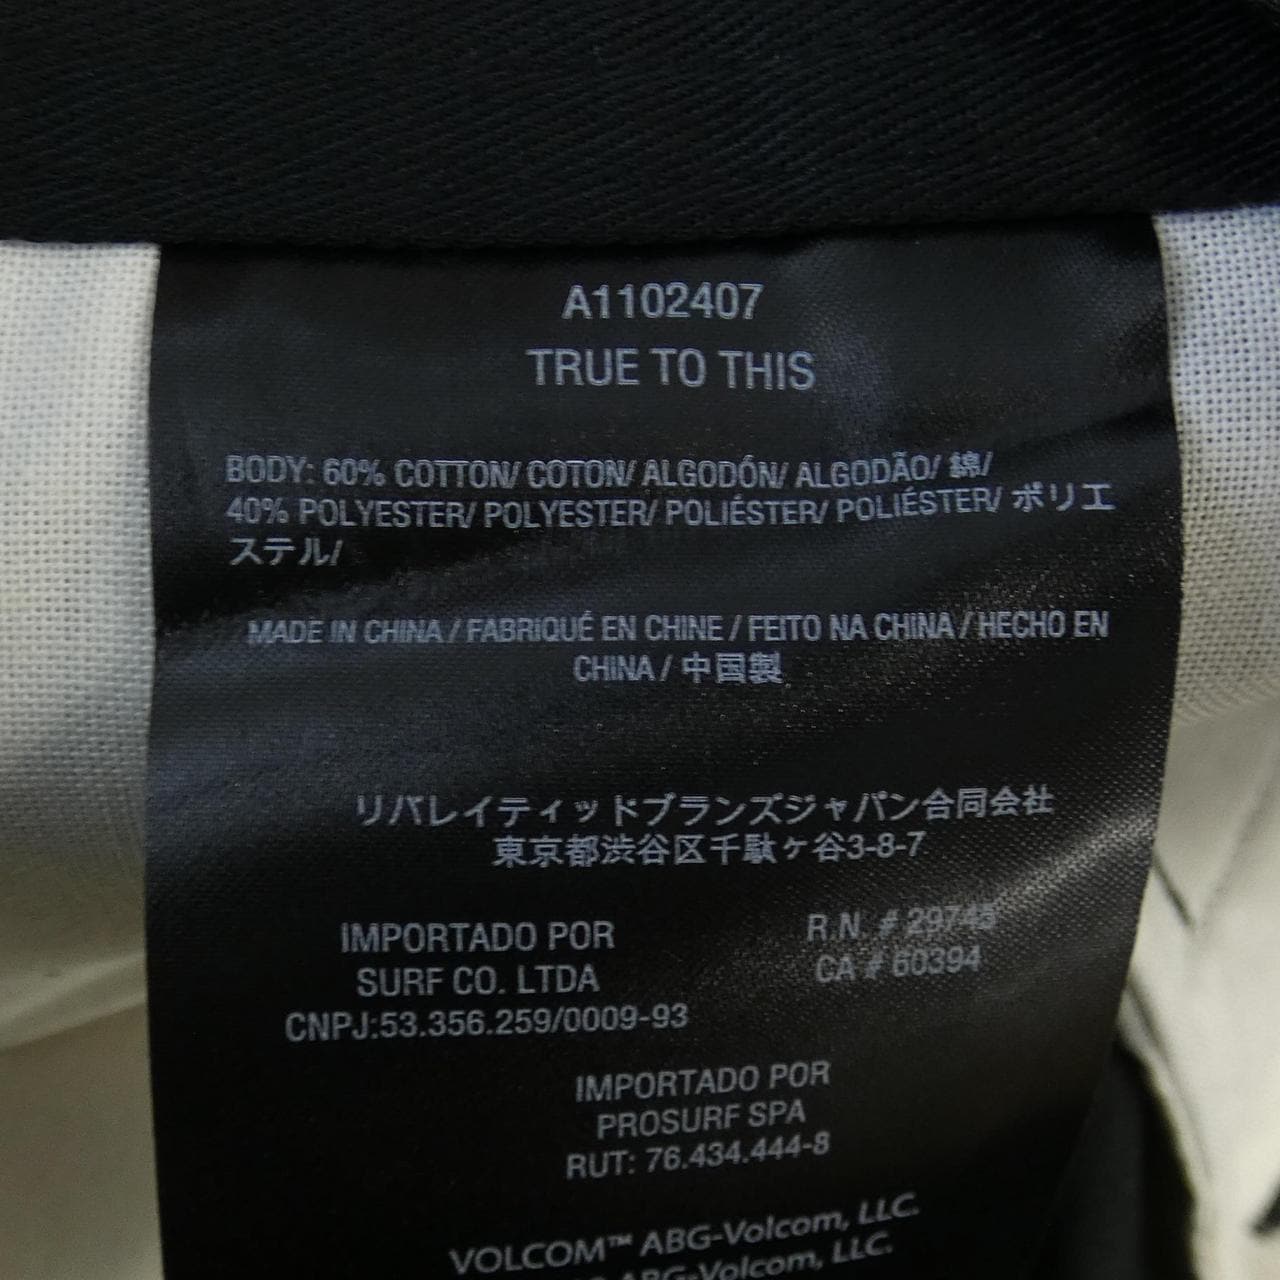 A1102407
TRUE TO THIS
BODY: 60% COTTON/ COTON/ ALGODÓN/ ALGODÃO/ 綿/
40% POLYESTER/ POLYESTER/ POLIÉSTER/ POLIÉSTER/ ポリエ
ステル/
MADE IN CHINA / FABRIQUÉ EN CHINE / FEITO NA CHINA / HECHO EN
CHINA / 中国製
リバレイティッドブランズジャパン合同会社
東京都渋谷区千駄ヶ谷3-8-7
IMPORTADO POR
SURF CO. LTDA
CNPJ:53.356.259/0009-93
R.N. # 29745
CA # 60394
IMPORTADO POR
PROSURF SPA
RUT: 76.434.444-8
VOLCOM™ ABG-Volcom, LLC.
ABG-Volcom, LLC.